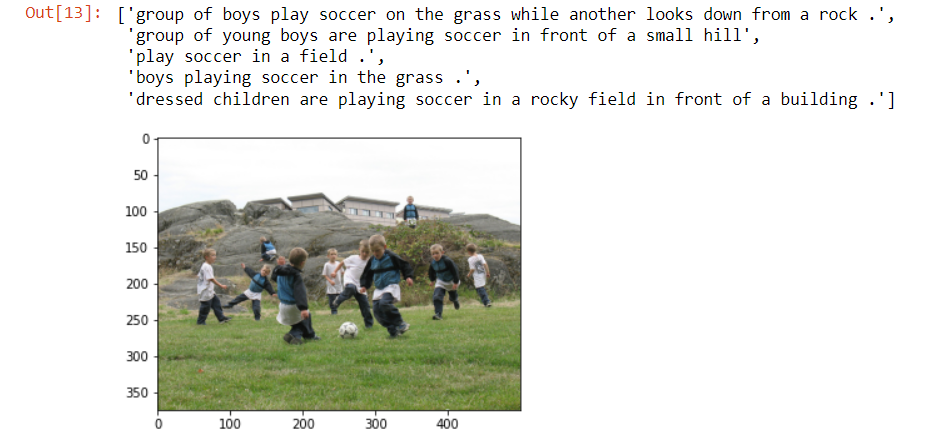 Out[13]: ['group of boys play soccer on the grass while another looks down from a rock .',
'group of young boys are playing soccer in front of a small hill',
'play soccer in a field .',
'boys playing soccer in the grass .',
'dressed children are playing soccer in a rocky field in front of a building .']
0
50
100
150
200
250
300
350
0 100 200 300 400